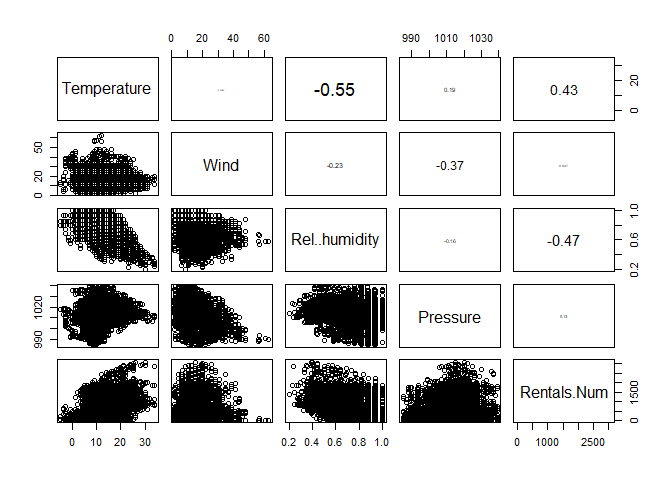 0 20 40 60 990 1010 1030
Temperature -0.55 0.19 0.43
0 20
0 20 50
Wind -0.23 -0.37
Rel..humidity -0.16 -0.47
0.2 0.6 1.0
990 1020
Pressure 0.13
Rentals.Num
0 1500
0 10 20 30 0.2 0.4 0.6 0.8 1.0 0 1000 2500